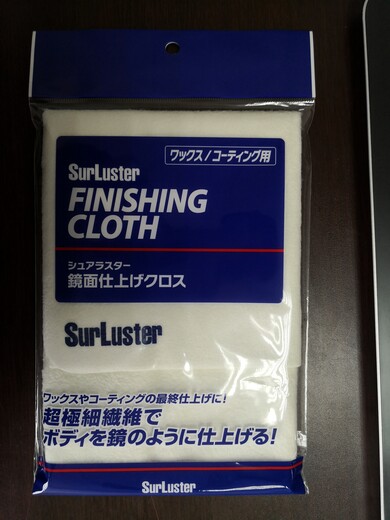 ワックス/コーティング用
SurLuster
FINISHING
CLOTH
シュアラスター
鏡面仕上げクロス
SurLuster
ワックスやコーティングの最終仕上げに!
超極細繊維で
ボディを鏡のように仕上げる!
SurLuster